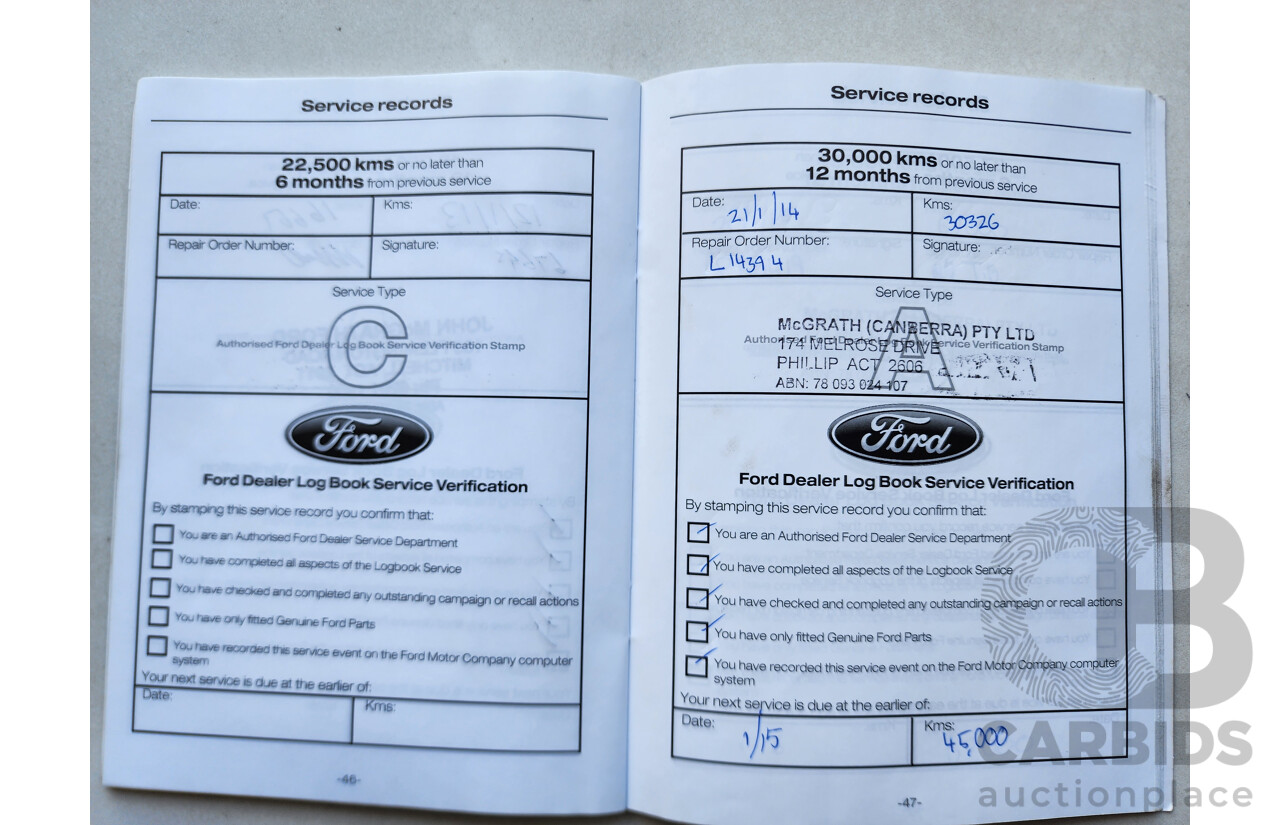 Service records
22,500 kms or no later than
6 months from previous service
Date:
Kms:
Repair Order Number:
Signature:
Service Type
C
Authorised Ford Dealer Log Book Service Verification Stamp
Ford
Ford Dealer Log Book Service Verification
By stamping this service record you confirm that:
You are an Authorised Ford Dealer Service Department
You have completed all aspects of the Logbook Service
You have checked and completed any outstanding campaign or recall actions
You have only fitted Genuine Ford Parts
You have recorded this service event on the Ford Motor Company computer
system
Your next service is due at the earlier of:
Date:
Kms:
-46-
Service records
30,000 kms or no later than
12 months from previous service
Date: 21/1/14
Kms: 30326
Repair Order Number:
L14394
Signature:
Service Type
A
McGRATH (CANBERRA) PTY LTD
Authorised Ford Dealer Log Book Service Verification Stamp
174 MELROSE DRIVE
PHILLIP ACT 2606
ABN: 78 093 024 107
Ford
Ford Dealer Log Book Service Verification
By stamping this service record you confirm that:
You are an Authorised Ford Dealer Service Department
You have completed all aspects of the Logbook Service
You have checked and completed any outstanding campaign or recall actions
You have only fitted Genuine Ford Parts
You have recorded this service event on the Ford Motor Company computer
system
Your next service is due at the earlier of:
Date: 1/15
Kms: 45,000
-47-
CB
CARBIDS
auctionplace